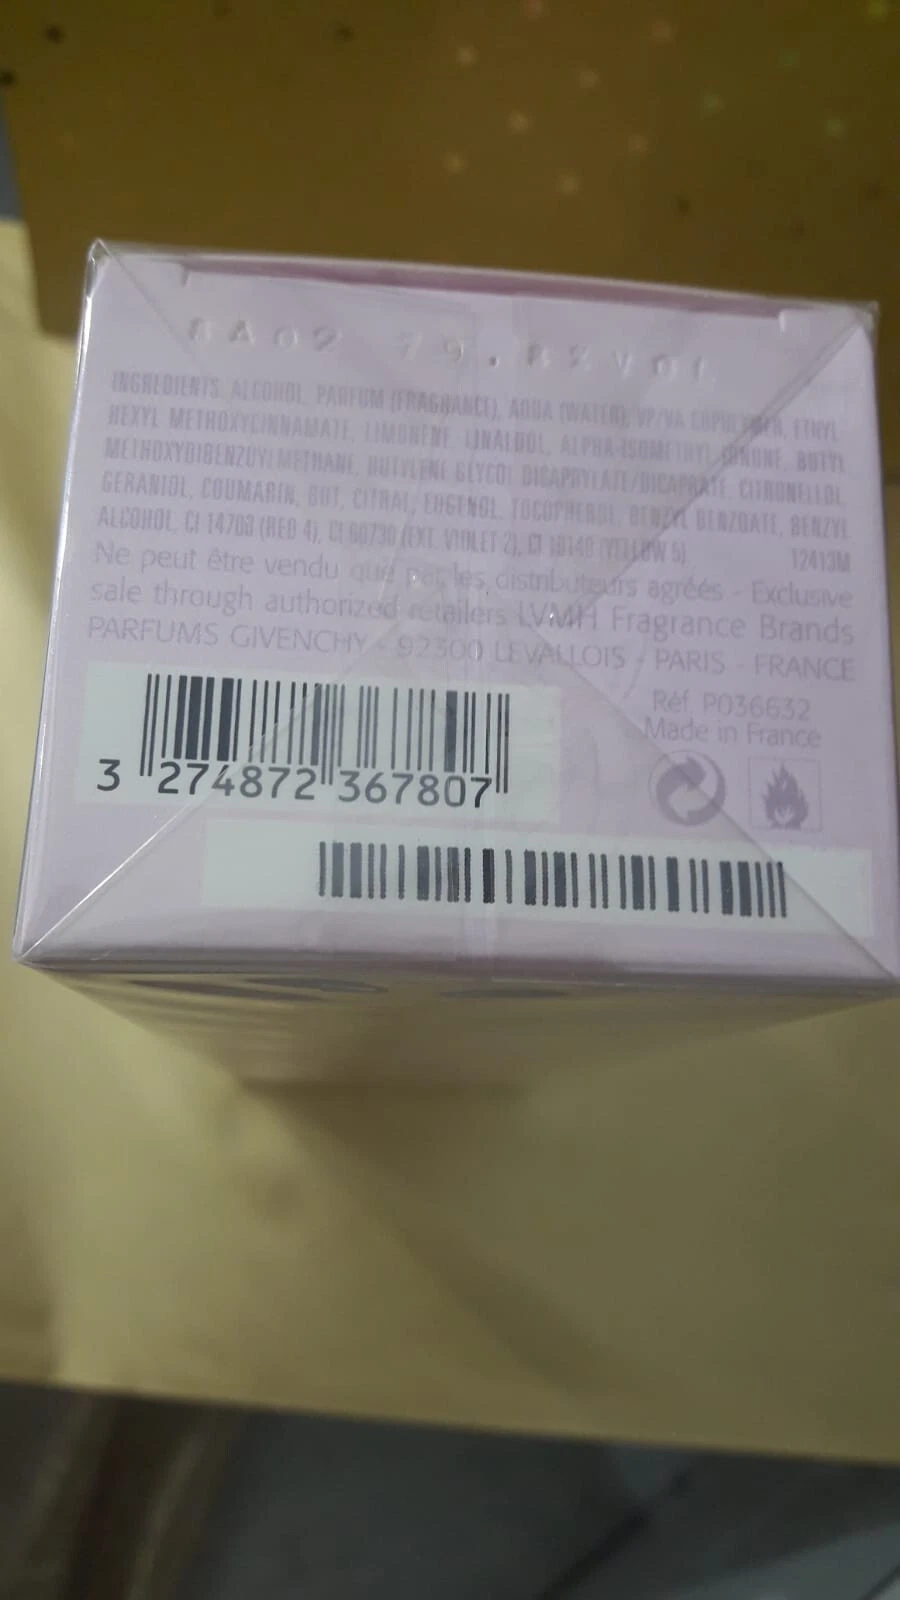 INGREDIENTS: ALCOHOL, PARFUM (FRAGRANCE), AQUA (WATER), VP/VA COPOLYMER, ETHYL
HEXYL METHOXYCINNAMATE, LIMONENE, LINALOOL, ALPHA-ISOMETHYL IONONE, BUTYL
METHOXYDIBENZOYLMETHANE, BUTYLENE GLYCOL DICAPRYLATE/DICAPRATE, CITRONELLOL,
GERANIOL, COUMARIN, BHT, CITRAL, EUGENOL, TOCOPHEROL, BENZYL BENZOATE, BENZYL
ALCOHOL, CI 14700 (RED 4), CI 60730 (EXT. VIOLET 2), CI 19140 (YELLOW 5) 12413M
Ne peut être vendu que par les distributeurs agréés - Exclusive
sale through authorized retailers LVMH Fragrance Brands
PARFUMS GIVENCHY - 92300 LEVALLOIS - PARIS - FRANCE
Réf. P036632
Made in France
3 274872 367807